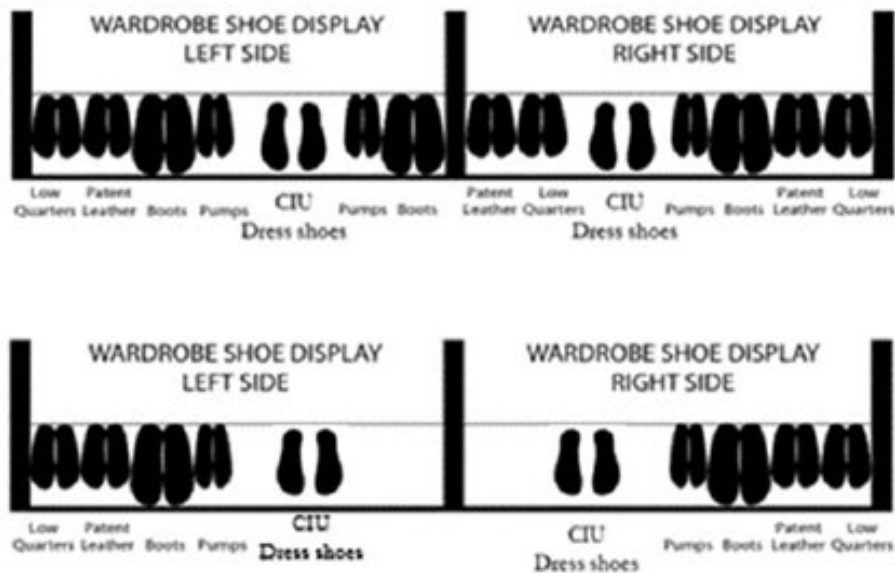 WARDROBE SHOE DISPLAY
LEFT SIDE
WARDROBE SHOE DISPLAY
RIGHT SIDE
Low Quarters
Patent Leather
Boots
Pumps
CIU
Dress shoes
Pumps
Boots
Patent Leather
Low Quarters
CIU
Dress shoes
Pumps
Boots
Patent Leather
Low Quarters
WARDROBE SHOE DISPLAY
LEFT SIDE
WARDROBE SHOE DISPLAY
RIGHT SIDE
Low Quarters
Patent Leather
Boots
Pumps
CIU
Dress shoes
CIU
Dress shoes
Pumps
Boots
Patent Leather
Low Quarters